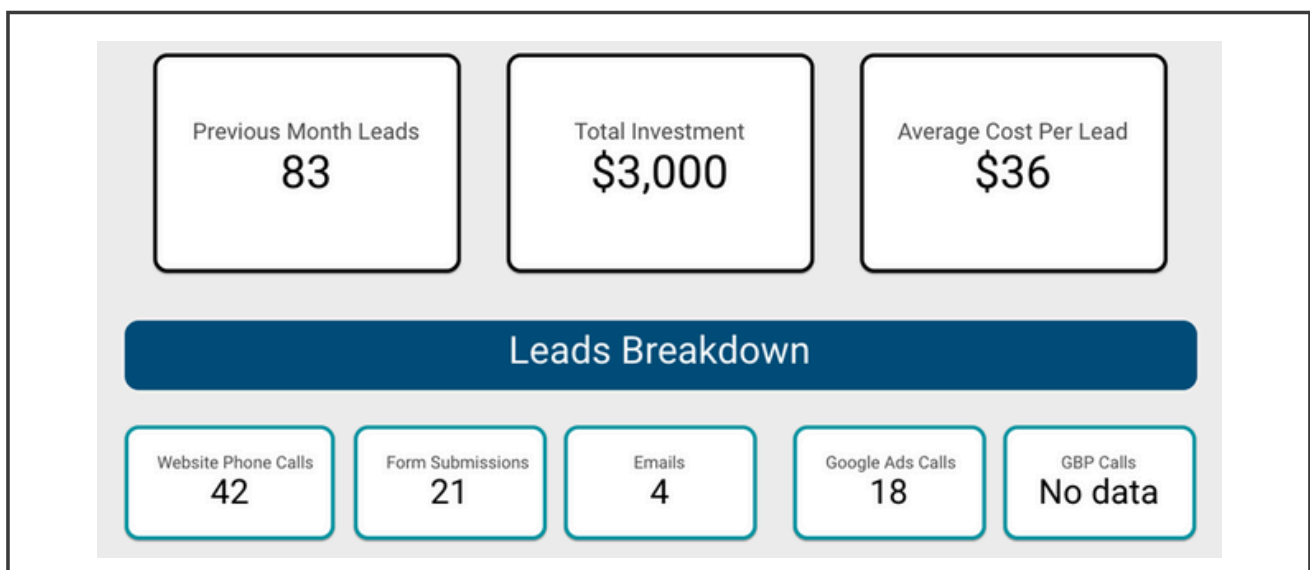 Previous Month Leads
83
Total Investment
$3,000
Average Cost Per Lead
$36
Leads Breakdown
Website Phone Calls
42
Form Submissions
21
Emails
4
Google Ads Calls
18
GBP Calls
No data